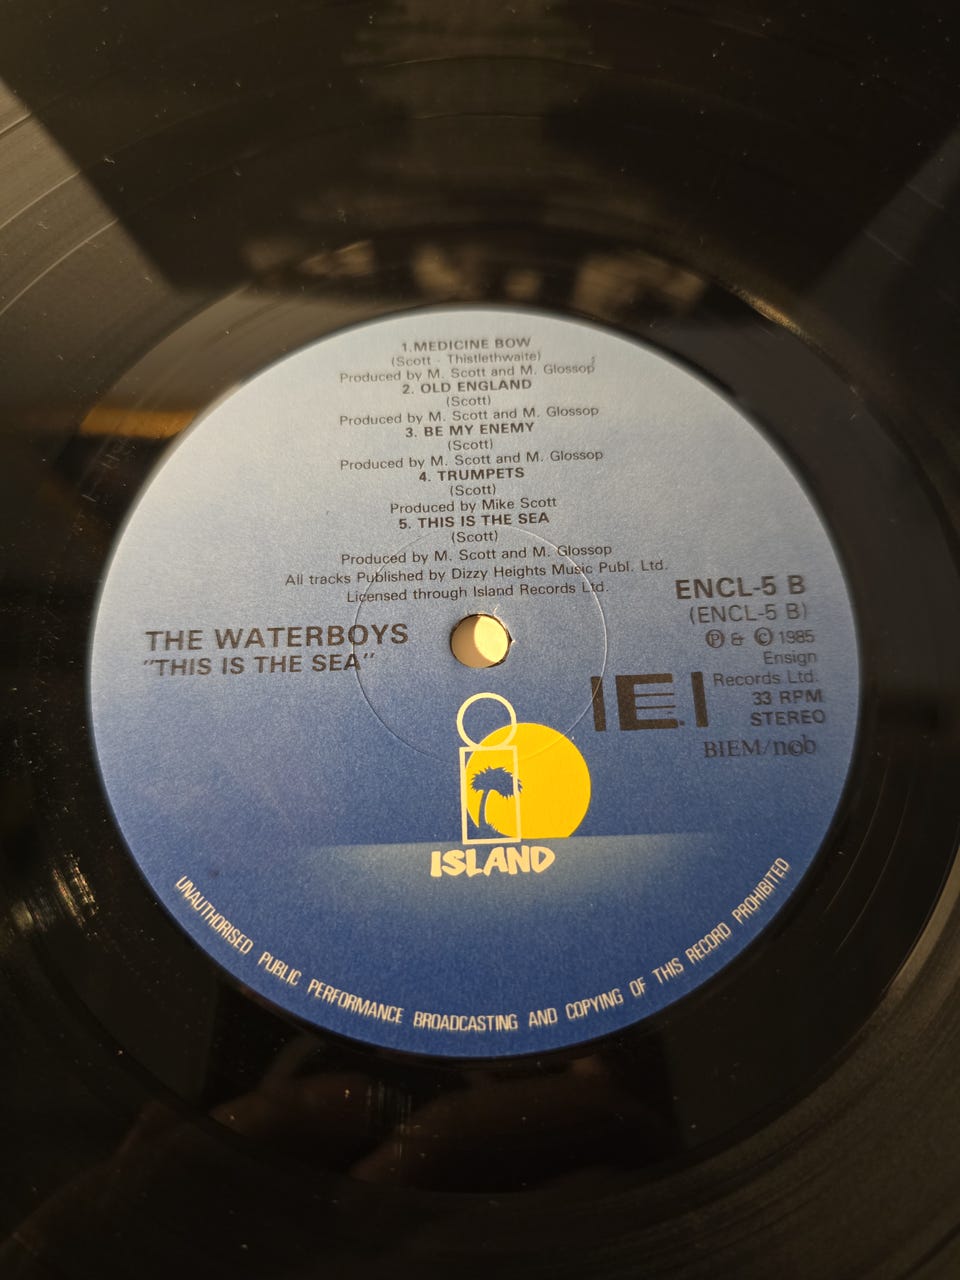 1.MEDICINE BOW
(Scott - Thistlethwaite)
Produced by M. Scott and M. Glossop
2. OLD ENGLAND
(Scott)
Produced by M. Scott and M. Glossop
3. BE MY ENEMY
(Scott)
Produced by M. Scott and M. Glossop
4. TRUMPETS
(Scott)
Produced by Mike Scott
5. THIS IS THE SEA
(Scott)
Produced by M. Scott and M. Glossop
All tracks Published by Dizzy Heights Music Publ. Ltd.
Licensed through Island Records Ltd.
THE WATERBOYS
"THIS IS THE SEA"
ENCL-5 B
(ENCL-5 B)
℗ & © 1985
Ensign
Records Ltd.
33 RPM
STEREO
BIEM/n©b
|E.|
ISLAND
UNAUTHORISED PUBLIC PERFORMANCE BROADCASTING AND COPYING OF THIS RECORD PROHIBITED